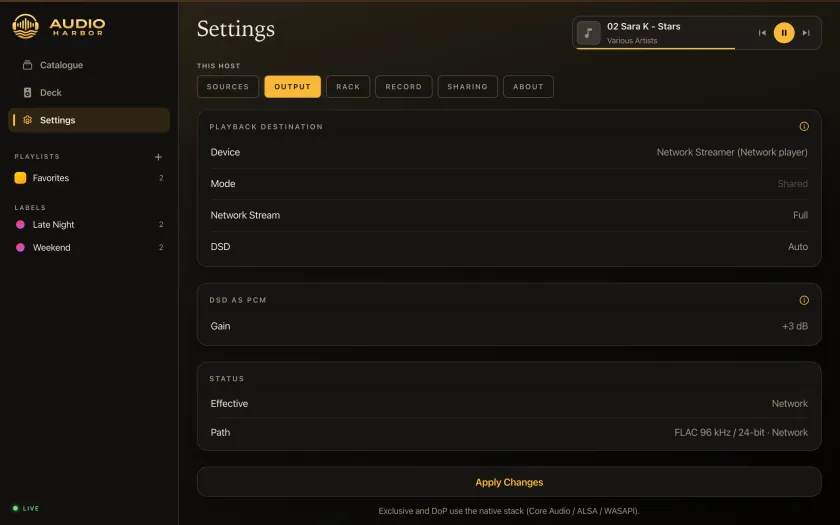 AUDIO
HARBOR
Catalogue
Deck
Settings
PLAYLISTS +
Favorites 2
LABELS
Late Night 2
Weekend 2
LIVE
Settings
02 Sara K - Stars
Various Artists
THIS HOST
SOURCES OUTPUT RACK RECORD SHARING ABOUT
PLAYBACK DESTINATION
Device Network Streamer (Network player)
Mode Shared
Network Stream Full
DSD Auto
DSD AS PCM
Gain +3 dB
STATUS
Effective Network
Path FLAC 96 kHz / 24-bit · Network
Apply Changes
Exclusive and DoP use the native stack (Core Audio / ALSA / WASAPI).